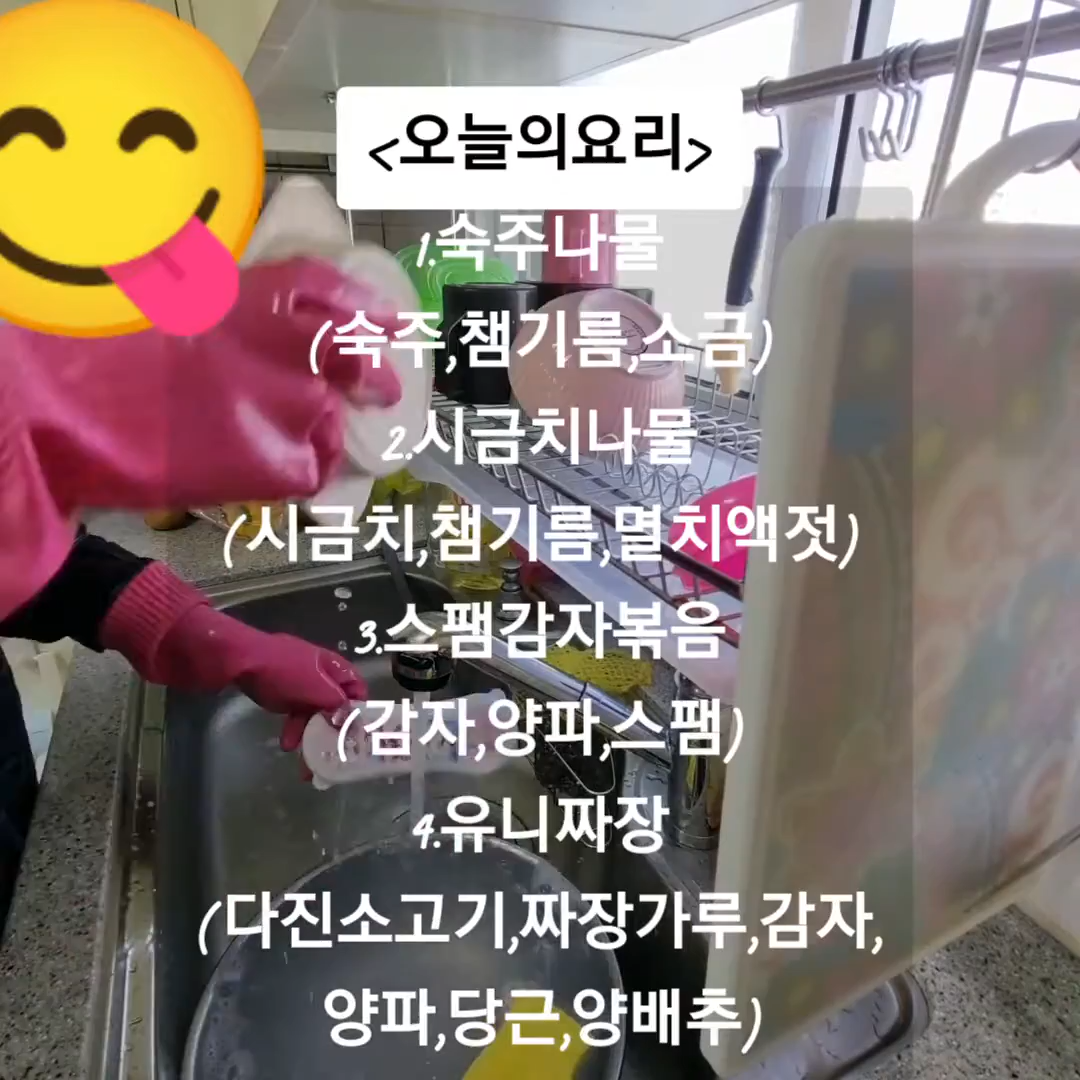 <오늘의요리>
1.숙주나물
(숙주,챔기름,소금)
2.시금치나물
(시금치,챔기름,멸치액젓)
3.스팸감자볶음
(감자,양파,스팸)
4.유니짜장
(다진소고기,짜장가루,감자,
양파,당근,양배추)